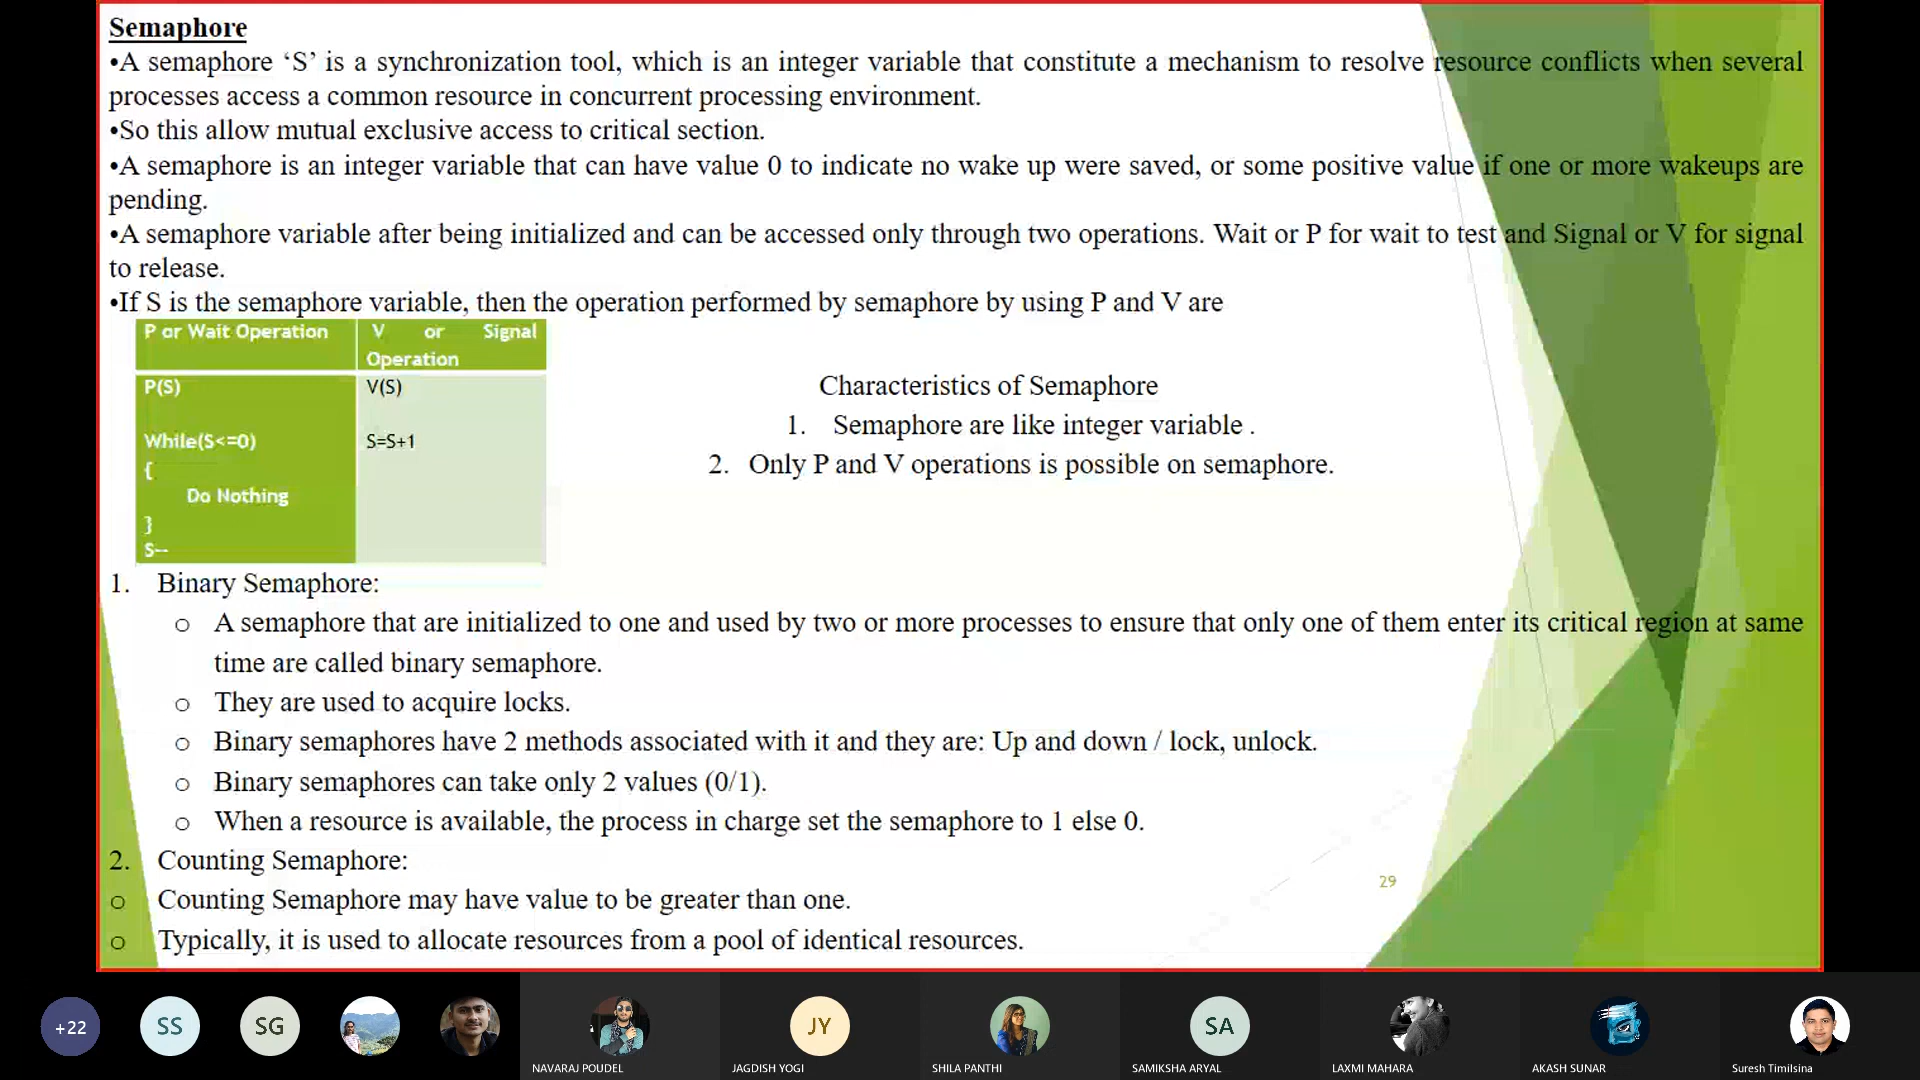 Semaphore
•A semaphore ‘S’ is a synchronization tool, which is an integer variable that constitute a mechanism to resolve resource conflicts when several
processes access a common resource in concurrent processing environment.
•So this allow mutual exclusive access to critical section.
•A semaphore is an integer variable that can have value 0 to indicate no wake up were saved, or some positive value if one or more wakeups are
pending.
•A semaphore variable after being initialized and can be accessed only through two operations. Wait or P for wait to test and Signal or V for signal
to release.
•If S is the semaphore variable, then the operation performed by semaphore by using P and V are
P or Wait Operation
V or Signal
Operation
P(S)
While(S<=0)
{
Do Nothing
}
S--
V(S)
S=S+1
Characteristics of Semaphore
1. Semaphore are like integer variable .
2. Only P and V operations is possible on semaphore.
1. Binary Semaphore:
o A semaphore that are initialized to one and used by two or more processes to ensure that only one of them enter its critical region at same
time are called binary semaphore.
o They are used to acquire locks.
o Binary semaphores have 2 methods associated with it and they are: Up and down / lock, unlock.
o Binary semaphores can take only 2 values (0/1).
o When a resource is available, the process in charge set the semaphore to 1 else 0.
2. Counting Semaphore:
o Counting Semaphore may have value to be greater than one.
o Typically, it is used to allocate resources from a pool of identical resources.
29
+22
SS
SG
JY
SA
NAVARAJ POUDEL
JAGDISH YOGI
SHILA PANTHI
SAMIKSHA ARYAL
LAXMI MAHARA
AKASH SUNAR
Suresh Timilsina